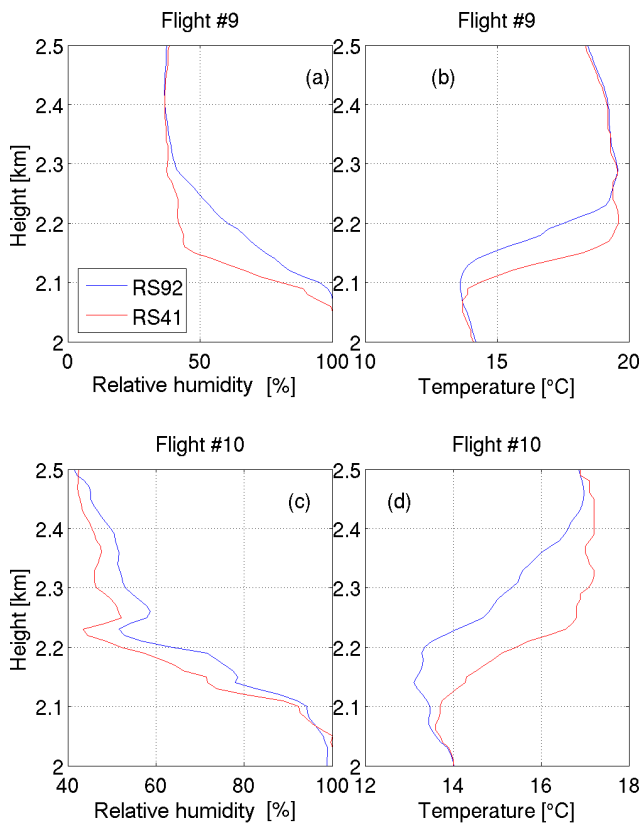 Flight #9
Flight #9
2.5
2.4
2.3
2.2
2.1
2
Height [km]
(a)
RS92
RS41
0
50
100
Relative humidity [%]
2.5
2.4
2.3
2.2
2.1
2
(b)
10
15
20
Temperature [°C]
Flight #10
Flight #10
2.5
2.4
2.3
2.2
2.1
2
Height [km]
(c)
40
60
80
100
Relative humidity [%]
2.5
2.4
2.3
2.2
2.1
2
(d)
12
14
16
18
Temperature [°C]